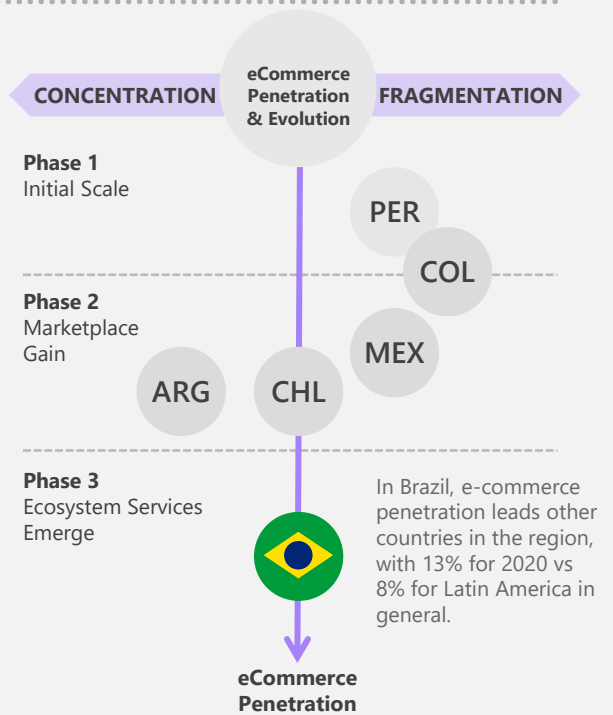 eCommerce
Penetration
& Evolution
CONCENTRATION
FRAGMENTATION
Phase 1
Initial Scale
PER
COL
Phase 2
Marketplace
Gain
MEX
ARG
CHL
Phase 3
Ecosystem Services
Emerge
In Brazil, e-commerce
penetration leads other
countries in the region,
with 13% for 2020 vs
8% for Latin America in
general.
eCommerce
Penetration